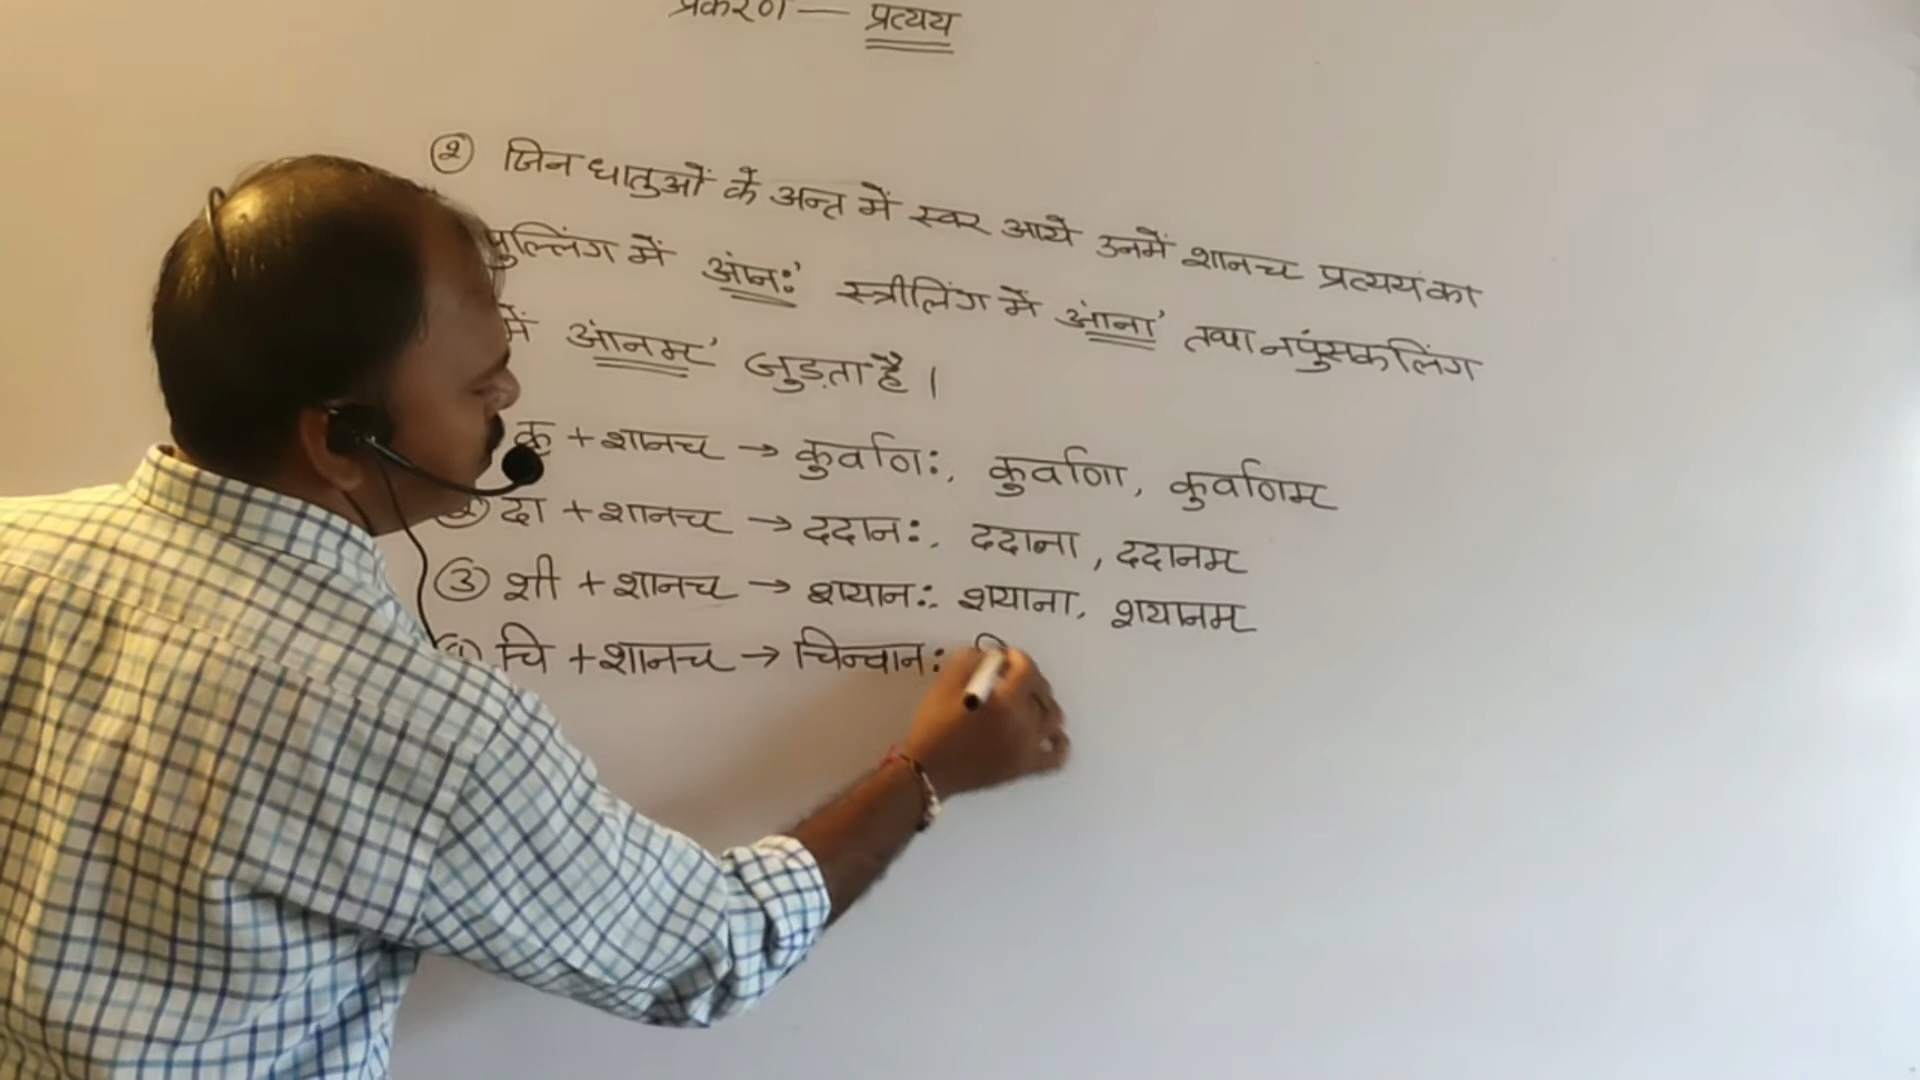 प्रकरण — प्रत्यय
② जिन धातुओं के अन्त में स्वर आये उनमें शानच प्रत्यय का
पुल्लिंग में 'आनः' स्त्रीलिंग में 'आना' तथा नपुंसकलिंग
में 'आनम' जुड़ता है।
कृ + शानच → कुर्वाणः, कुर्वाणा, कुर्वाणम
② दा + शानच → ददानः, ददाना, ददानम
③ शी + शानच → शयानः, शयाना, शयानम
चि + शानच → चिन्वानः